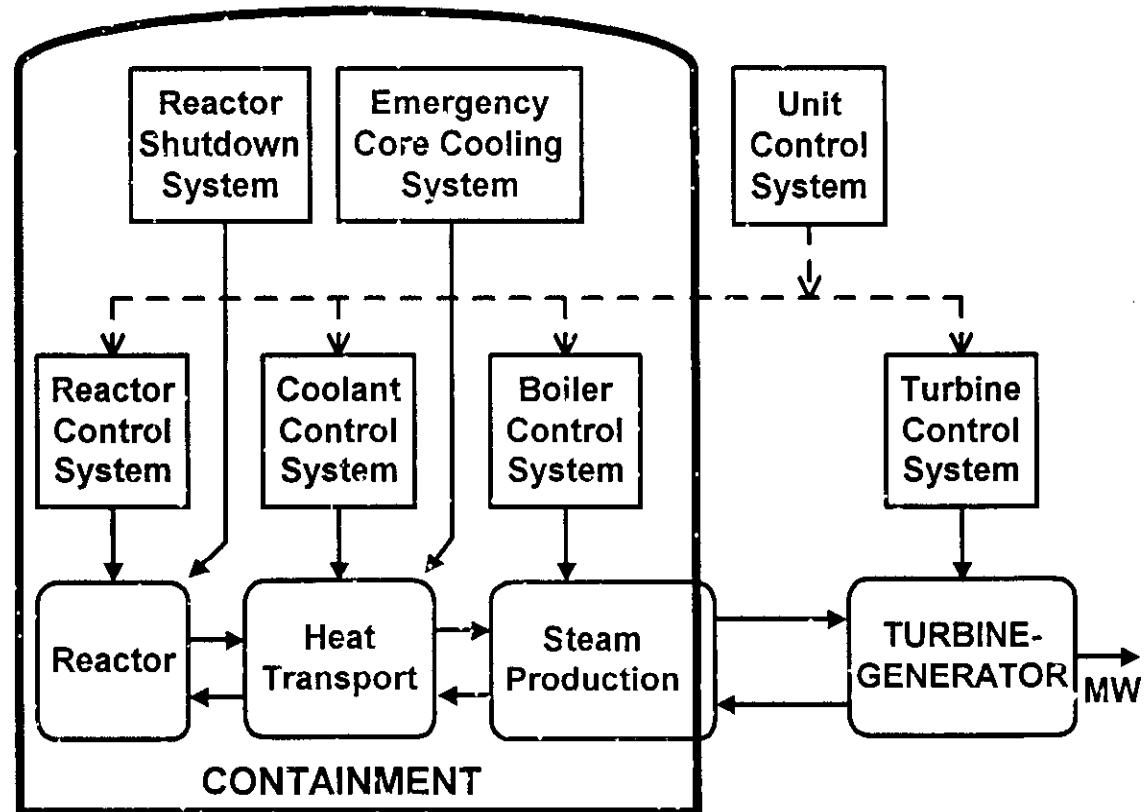 Reactor
Shutdown
System
Emergency
Core Cooling
System
Unit
Control
System
Reactor
Control
System
Coolant
Control
System
Boiler
Control
System
Turbine
Control
System
Reactor
Heat
Transport
Steam
Production
TURBINE-
GENERATOR
MW
CONTAINMENT